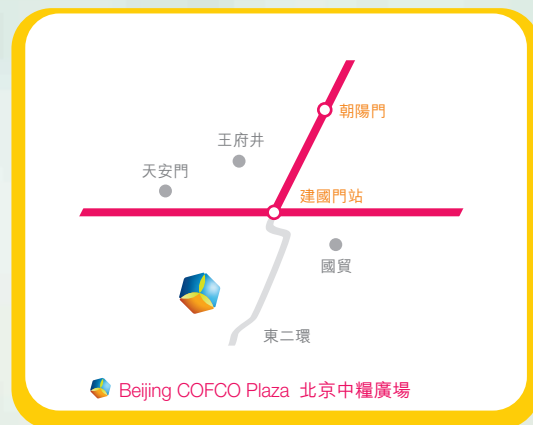 朝陽門
王府井
天安門
建國門站
國貿
東二環
Beijing COFCO Plaza 北京中糧廣場